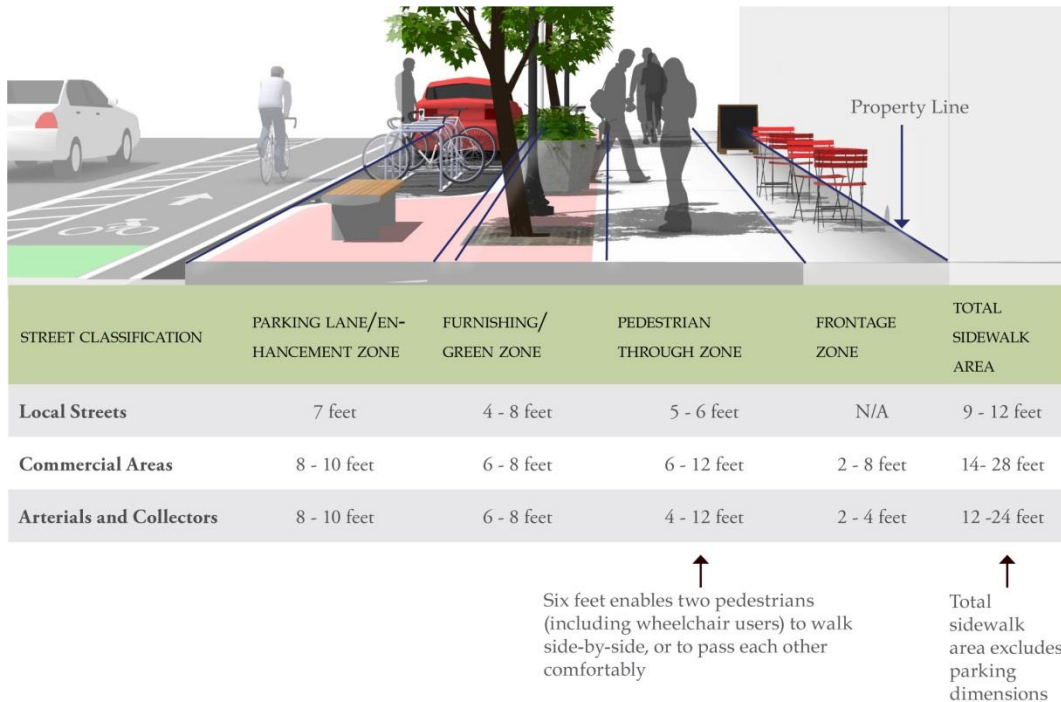 Property Line
STREET CLASSIFICATION
PARKING LANE/EN-
HANCEMENT ZONE
FURNISHING/
GREEN ZONE
PEDESTRIAN
THROUGH ZONE
FRONTAGE
ZONE
TOTAL
SIDEWALK
AREA
Local Streets 7 feet 4 - 8 feet 5 - 6 feet N/A 9 - 12 feet
Commercial Areas 8 - 10 feet 6 - 8 feet 6 - 12 feet 2 - 8 feet 14- 28 feet
Arterials and Collectors 8 - 10 feet 6 - 8 feet 4 - 12 feet 2 - 4 feet 12 -24 feet
Six feet enables two pedestrians
(including wheelchair users) to walk
side-by-side, or to pass each other
comfortably
Total
sidewalk
area excludes
parking
dimensions